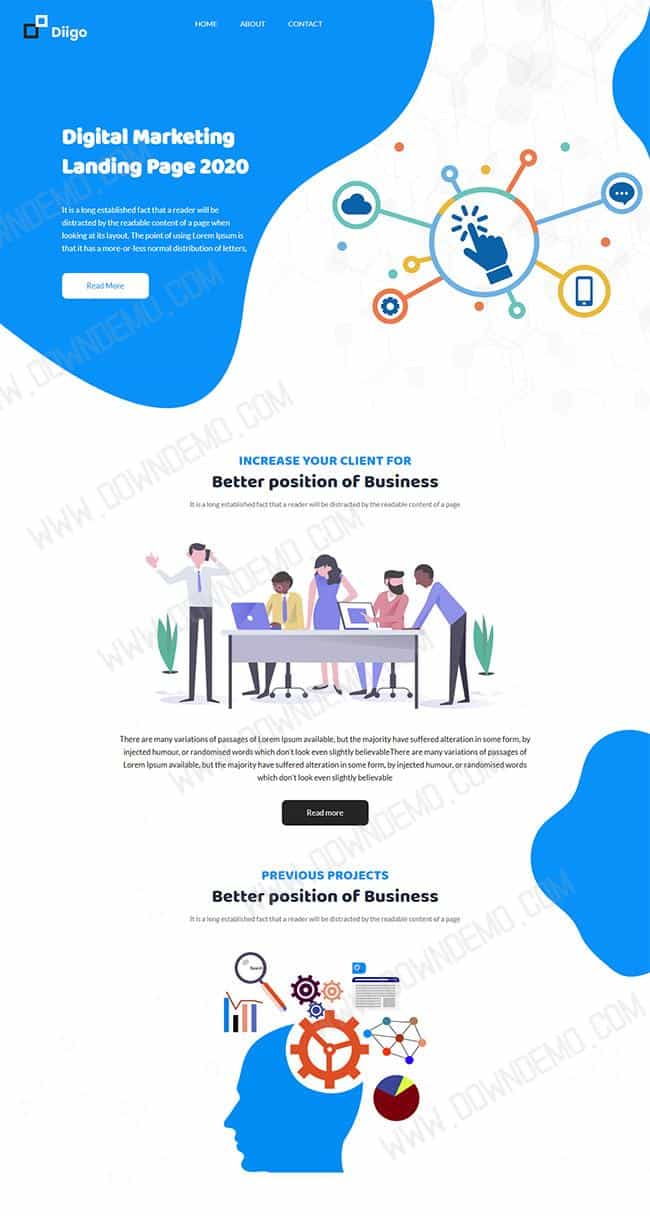 Diigo
HOME ABOUT CONTACT
Digital Marketing
Landing Page 2020
It is a long established fact that a reader will be
distracted by the readable content of a page when
looking at its layout. The point of using Lorem Ipsum is
that it has a more-or-less normal distribution of letters,
Read More
INCREASE YOUR CLIENT FOR
Better position of Business
It is a long established fact that a reader will be distracted by the readable content of a page
There are many variations of passages of Lorem Ipsum available, but the majority have suffered alteration in some form, by
injected humour, or randomised words which don't look even slightly believableThere are many variations of passages of
Lorem Ipsum available, but the majority have suffered alteration in some form, by injected humour, or randomised words
which don't look even slightly believable
Read more
PREVIOUS PROJECTS
Better position of Business
It is a long established fact that a reader will be distracted by the readable content of a page
Search
WWW.DOWNDEMO.COM